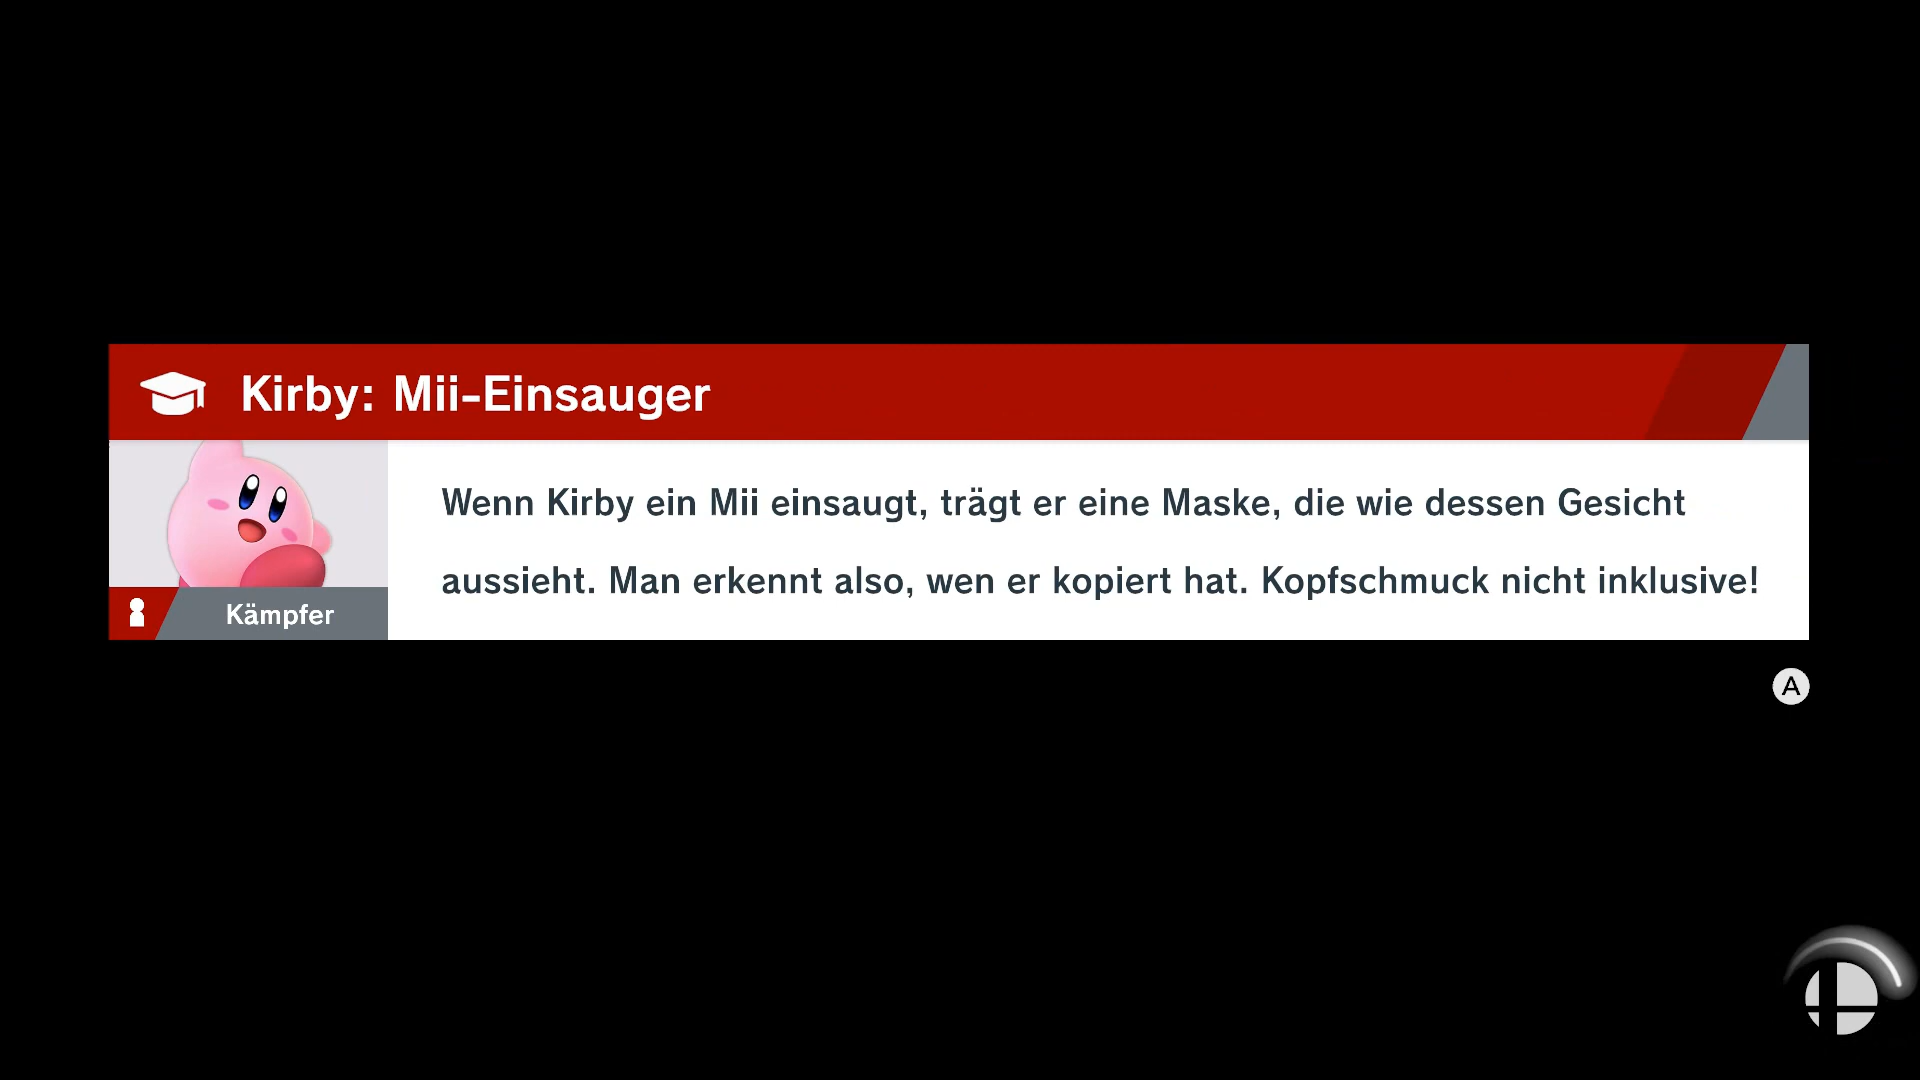 Kirby: Mii-Einsauger
Wenn Kirby ein Mii einsaugt, trägt er eine Maske, die wie dessen Gesicht
aussieht. Man erkennt also, wen er kopiert hat. Kopfschmuck nicht inklusive!
Kämpfer
A